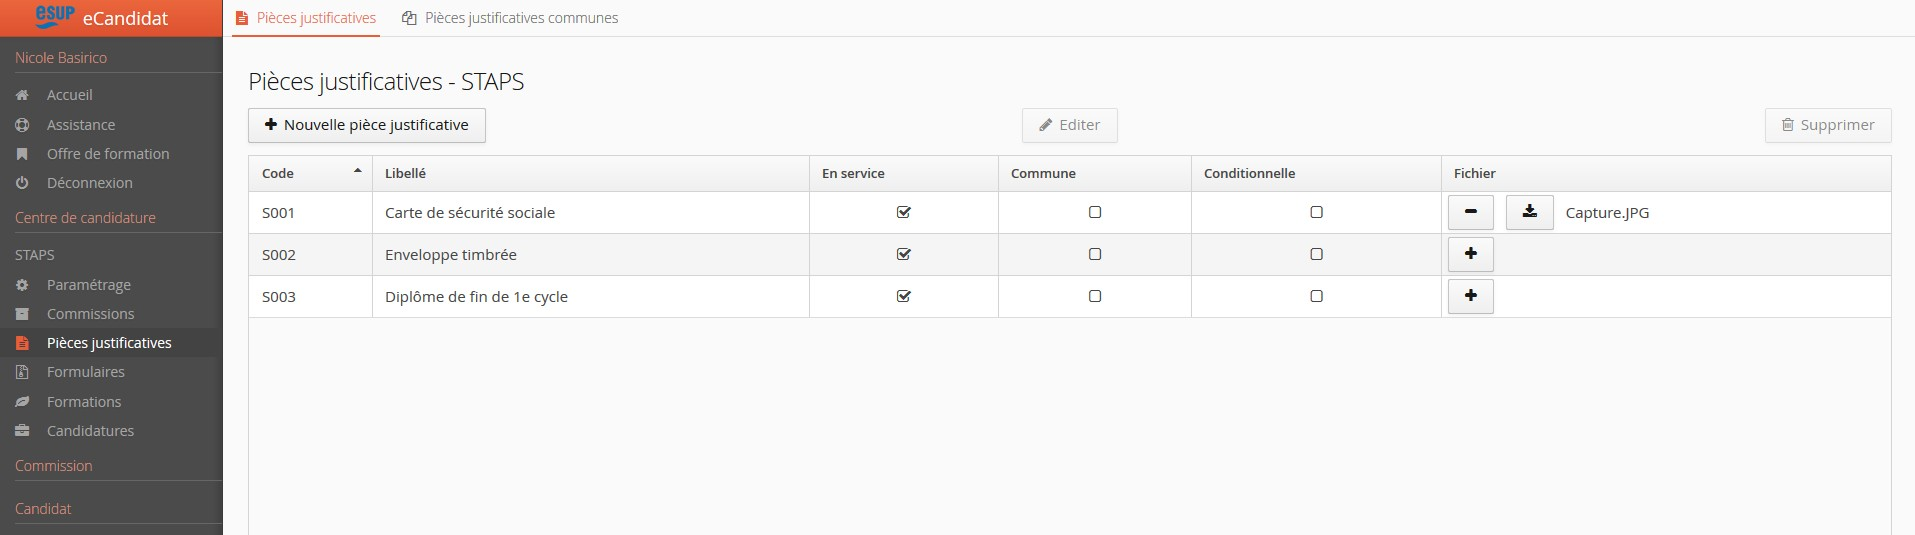 esup eCandidat
Nicole Basirico
Accueil
Assistance
Offre de formation
Déconnexion
Centre de candidature
STAPS
Paramétrage
Commissions
Pièces justificatives
Formulaires
Formations
Candidatures
Commission
Candidat
Pièces justificatives Pièces justificatives communes
Pièces justificatives - STAPS
Nouvelle pièce justificative Editer Supprimer
Code Libellé En service Commune Conditionnelle Fichier
S001 Carte de sécurité sociale Capture.JPG
S002 Enveloppe timbrée
S003 Diplôme de fin de 1e cycle